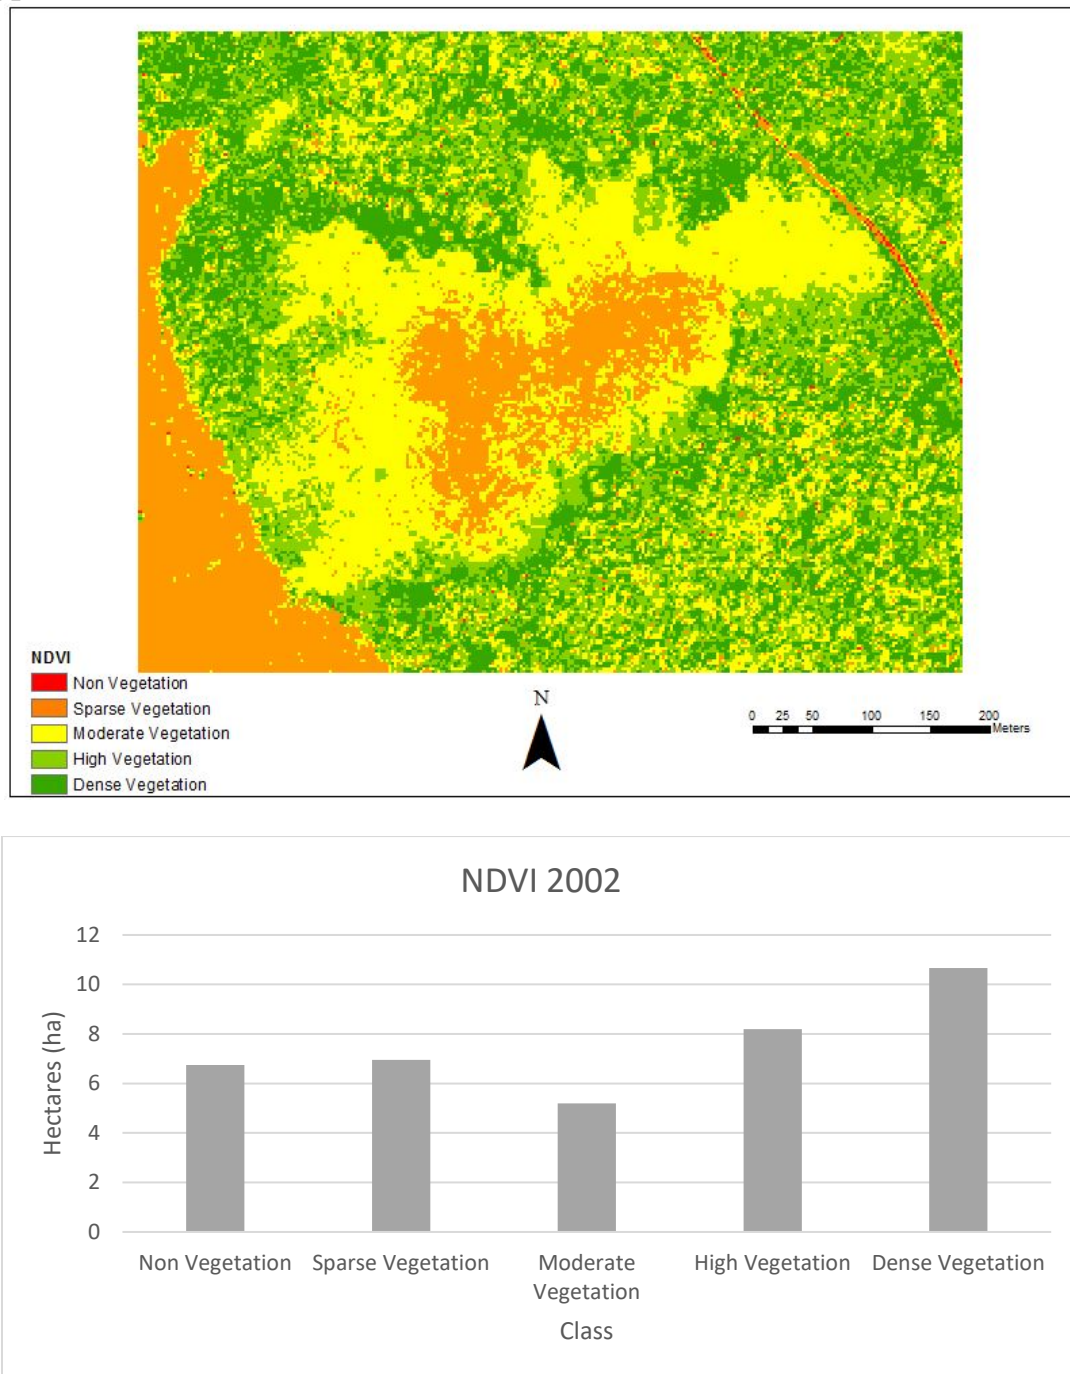 NDVI
Non Vegetation
Sparse Vegetation
Moderate Vegetation
High Vegetation
Dense Vegetation
N
0 25 50 100 150 200
Meters
NDVI 2002
Hectares (ha)
12
10
8
6
4
2
0
Non Vegetation Sparse Vegetation Moderate High Vegetation Dense Vegetation
Vegetation
Class